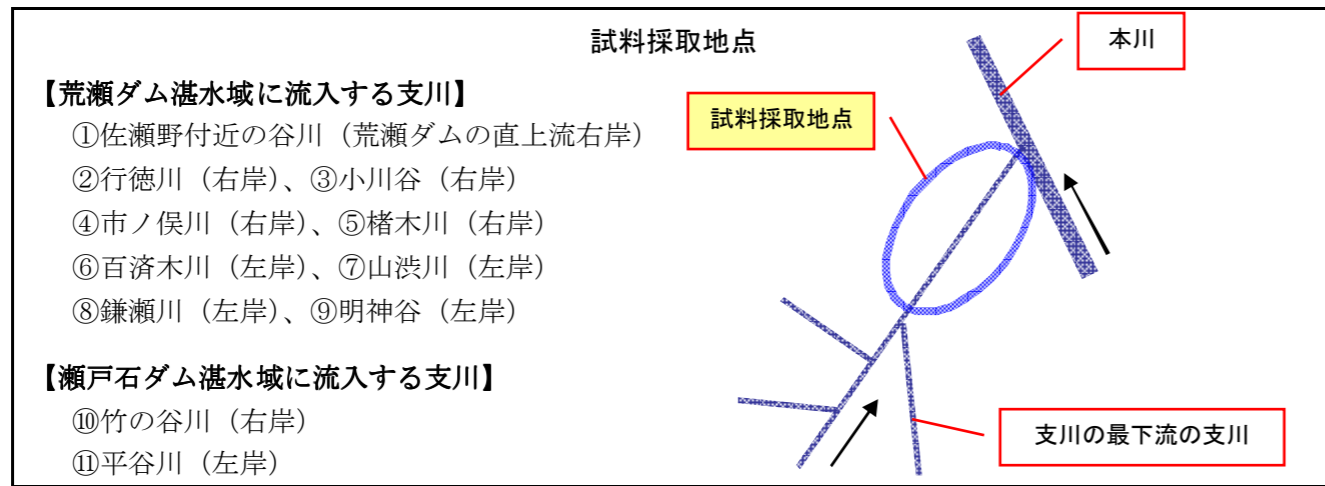 試料採取地点
【荒瀬ダム湛水域に流入する支川】
①佐瀬野付近の谷川（荒瀬ダムの直上流右岸）
②行徳川（右岸）、③小川谷（右岸）
④市ノ俣川（右岸）、⑤楮木川（右岸）
⑥百済木川（左岸）、⑦山渋川（左岸）
⑧鎌瀬川（左岸）、⑨明神谷（左岸）
【瀬戸石ダム湛水域に流入する支川】
⑩竹の谷川（右岸）
⑪平谷川（左岸）
本川
試料採取地点
支川の最下流の支川